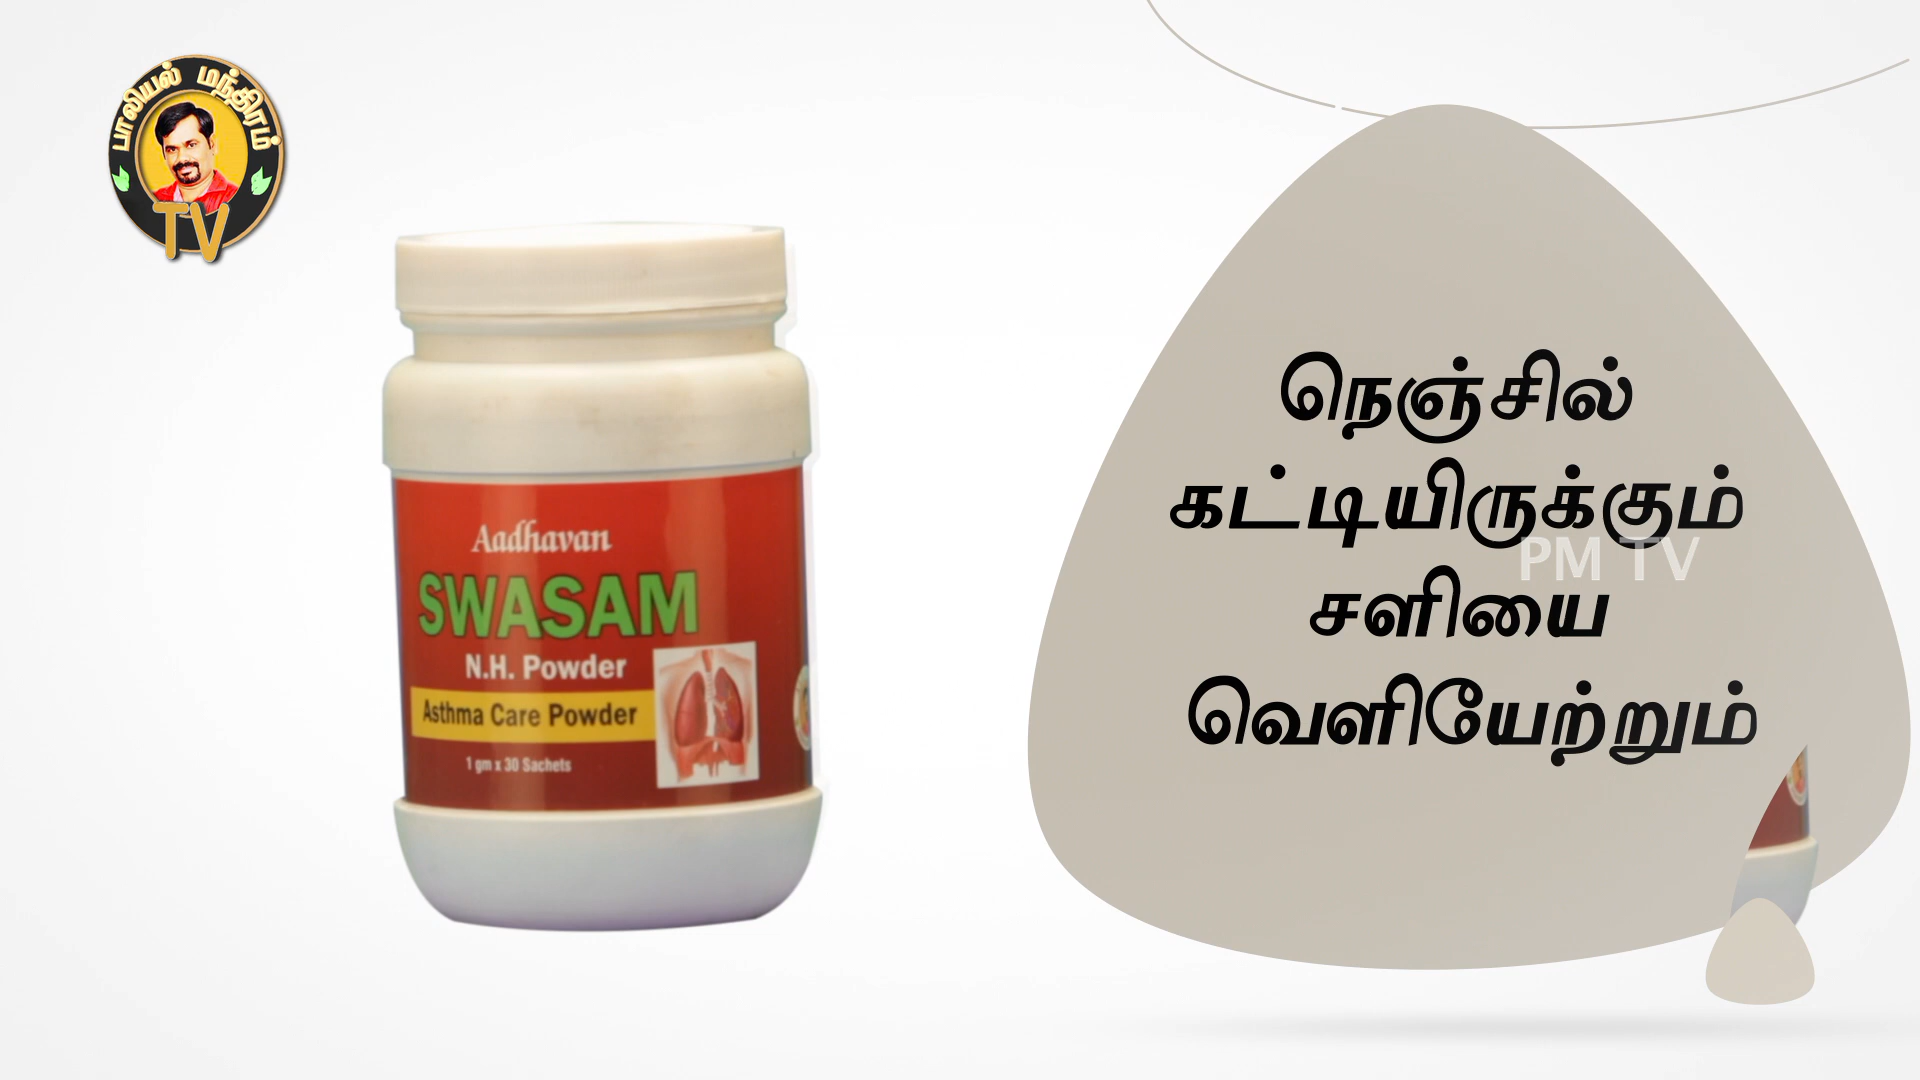 பாலியல் மந்திரம்
TV
Aadhavan
SWASAM
N.H. Powder
Asthma Care Powder
1 gm x 30 Sachets
நெஞ்சில்
கட்டியிருக்கும்
PM TV
சளியை
வெளியேற்றும்